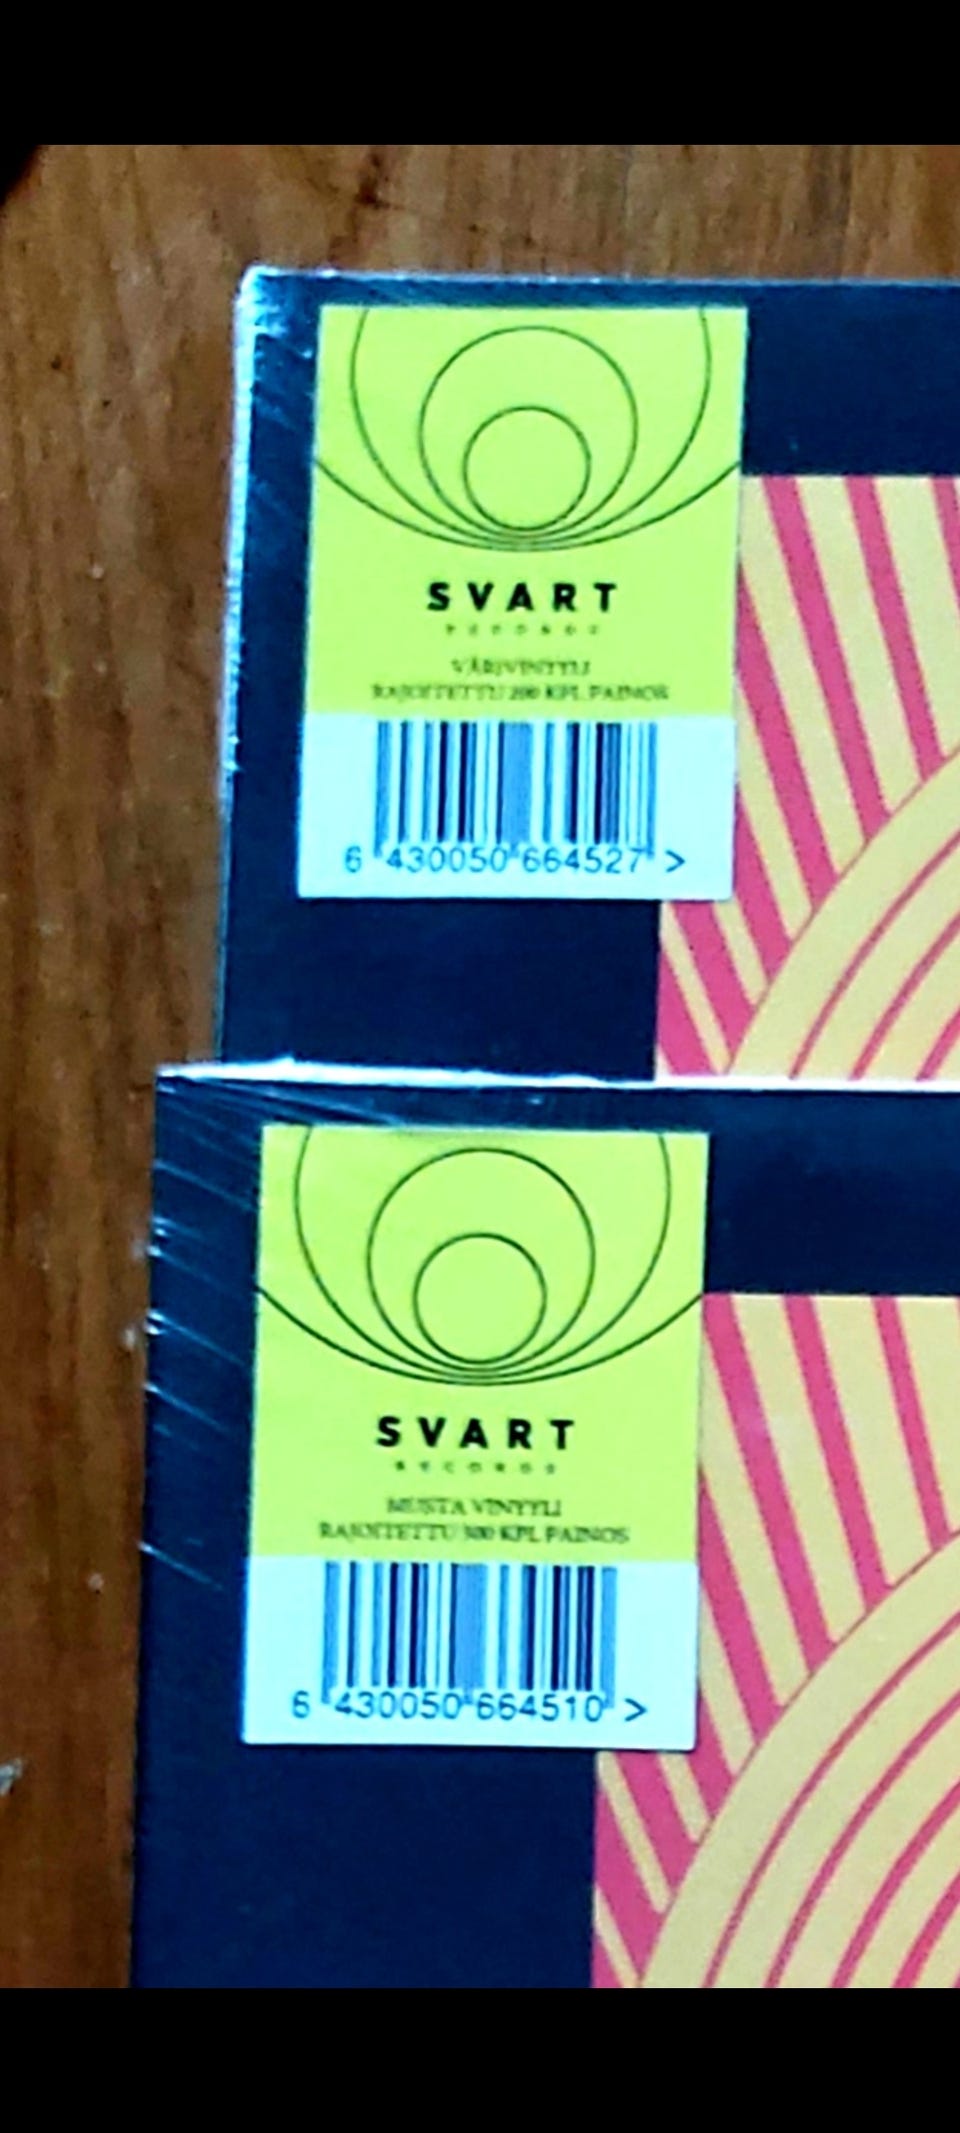 SVART
RECORDS
VÄRIVINYYLI
RAJOITETTU 200 KPL PAINOS
6 430050 664527 >
SVART
RECORDS
MUSTA VINYYLI
RAJOITETTU 300 KPL PAINOS
6 430050 664510 >